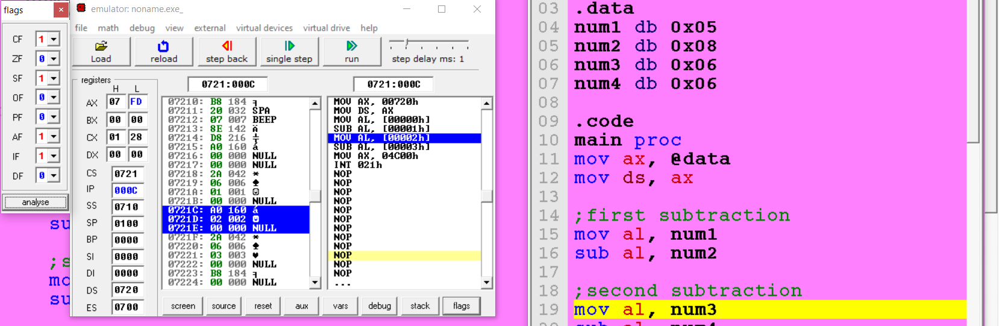 flags
CF 1
ZF 0
SF 1
OF 0
PF 0
AF 1
IF 1
DF 0
analyse
su
;s
mo
su
emulator: noname.exe_
file math debug view external virtual devices virtual drive help
Load reload step back single step run step delay ms: 1
registers
H L
AX 07 FD
BX 00 00
CX 01 28
DX 00 00
CS 0721
IP 000C
SS 0710
SP 0100
BP 0000
SI 0000
DI 0000
DS 0720
ES 0700
0721:000C 0721:000C
07210: B8 184 ╕
07211: 20 032 SPA
07212: 07 007 BEEP
07213: 8E 142 Ä
07214: D8 216 ╪
07215: A0 160 á
07216: 00 000 NULL
07217: 00 000 NULL
07218: 2A 042 *
07219: 06 006 ♠
0721A: 01 001 ☺
0721B: 00 000 NULL
0721C: A0 160 á
0721D: 02 002 ☻
0721E: 00 000 NULL
0721F: 2A 042 *
07220: 06 006 ♠
07221: 03 003 ♥
07222: 00 000 NULL
07223: B8 184 ╕
07224: 00 000 NULL
MOV AX, 00720h
MOV DS, AX
MOV AL, [00000h]
SUB AL, [00001h]
MOV AL, [00002h]
SUB AL, [00003h]
MOV AX, 04C00h
INT 021h
NOP
NOP
NOP
NOP
NOP
NOP
NOP
NOP
NOP
NOP
NOP
NOP
...
screen source reset aux vars debug stack flags
03 .data
04 num1 db 0x05
05 num2 db 0x08
06 num3 db 0x06
07 num4 db 0x06
08
09 .code
10 main proc
11 mov ax, @data
12 mov ds, ax
13
14 ;first subtraction
15 mov al, num1
16 sub al, num2
17
18 ;second subtraction
19 mov al, num3
20 sub al, num4